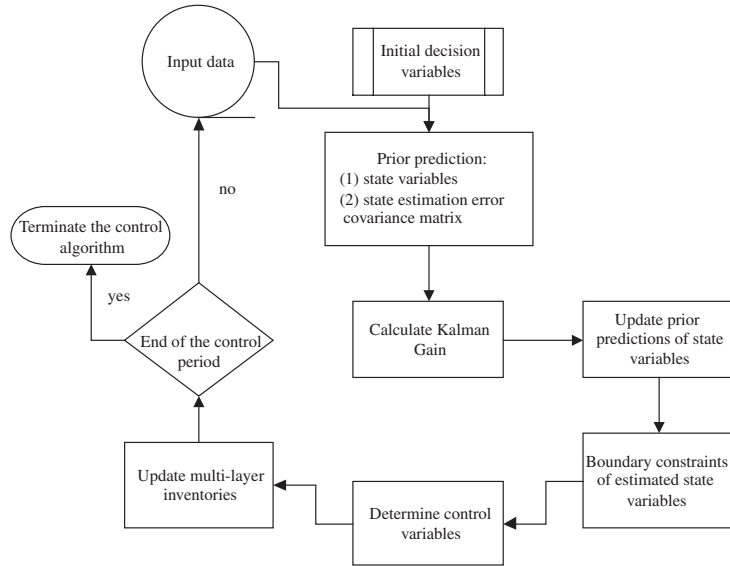 Input data
Initial decision
variables
Prior prediction:
(1) state variables
(2) state estimation error
covariance matrix
no
Terminate the control
algorithm
yes
End of the control
period
Calculate Kalman
Gain
Update prior
predictions of state
variables
Update multi-layer
inventories
Determine control
variables
Boundary constraints
of estimated state
variables